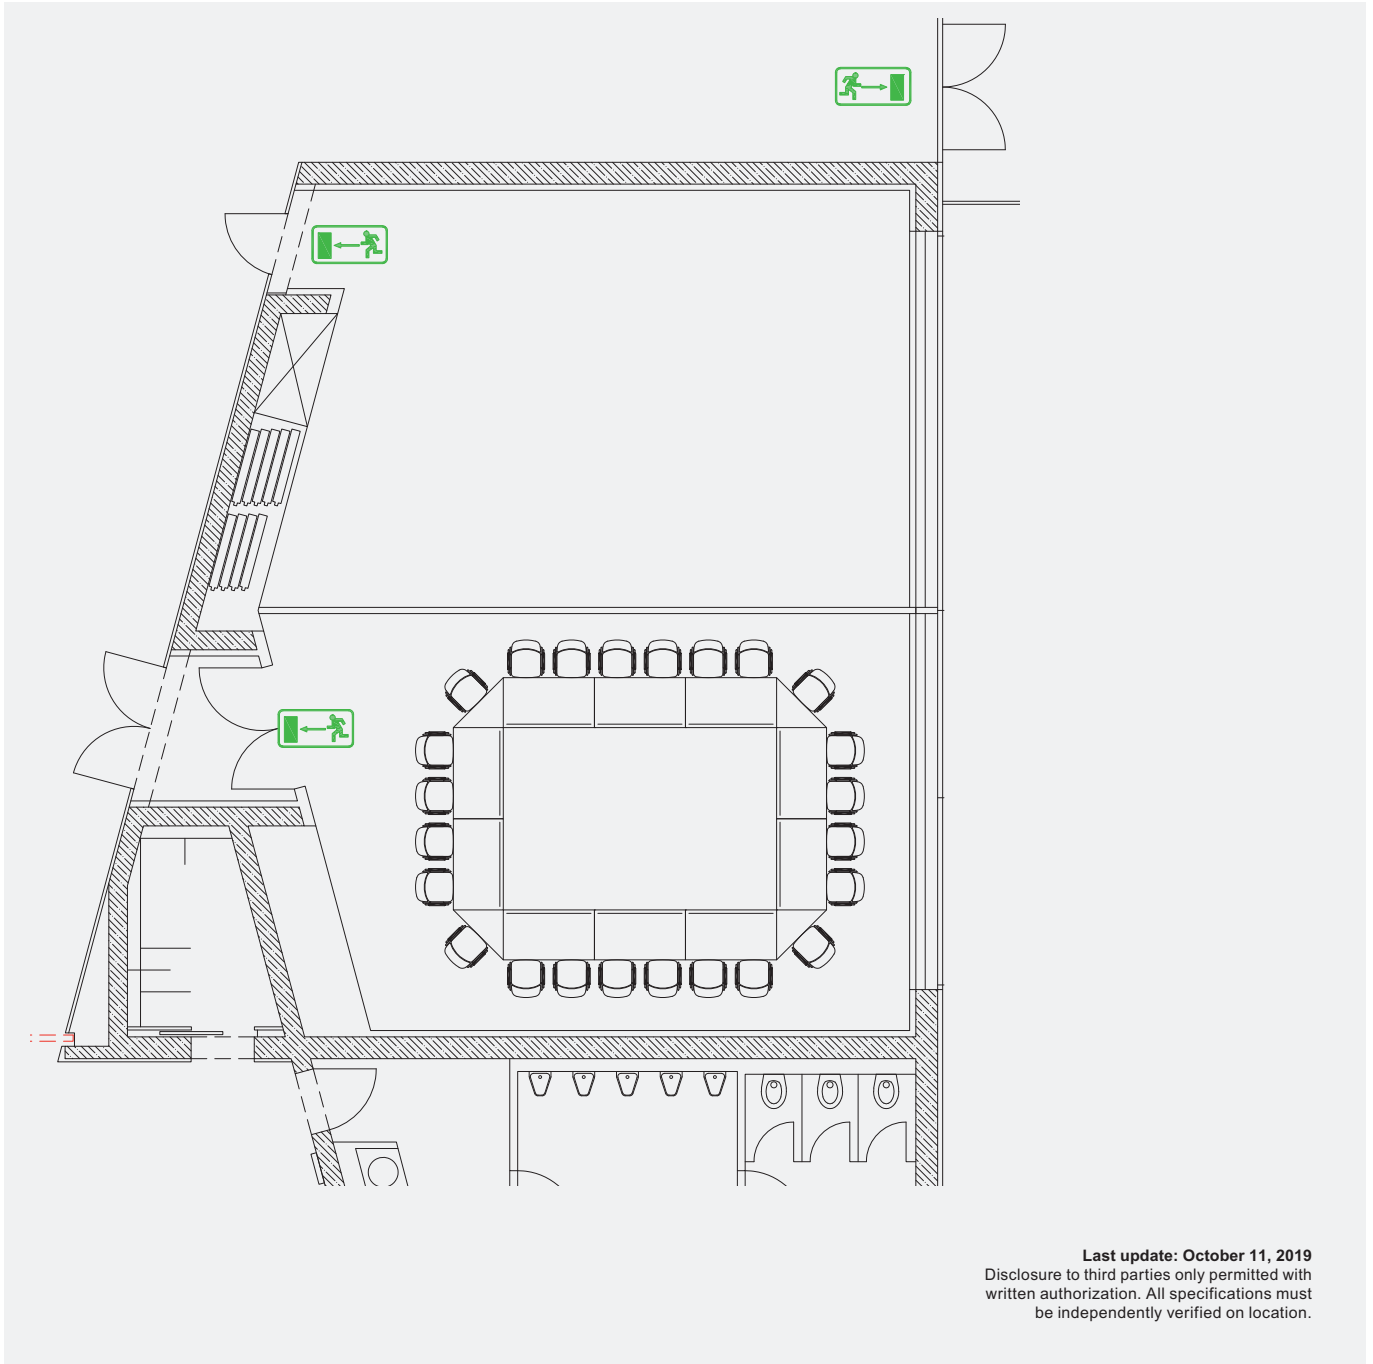 Last update: October 11, 2019
Disclosure to third parties only permitted with
written authorization. All specifications must
be independently verified on location.